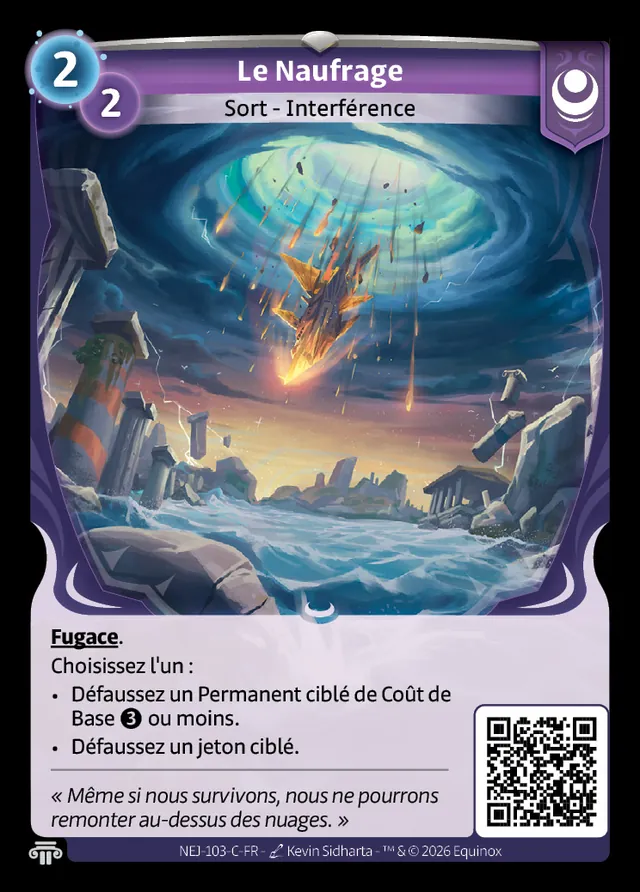 2
2
Le Naufrage
Sort - Interférence
Fugace.
Choisissez l'un :
• Défaussez un Permanent ciblé de Coût de
Base 3 ou moins.
• Défaussez un jeton ciblé.
« Même si nous survivons, nous ne pourrons
remonter au-dessus des nuages. »
NEJ-103-C-FR - Kevin Sidharta - ™ & © 2026 Equinox